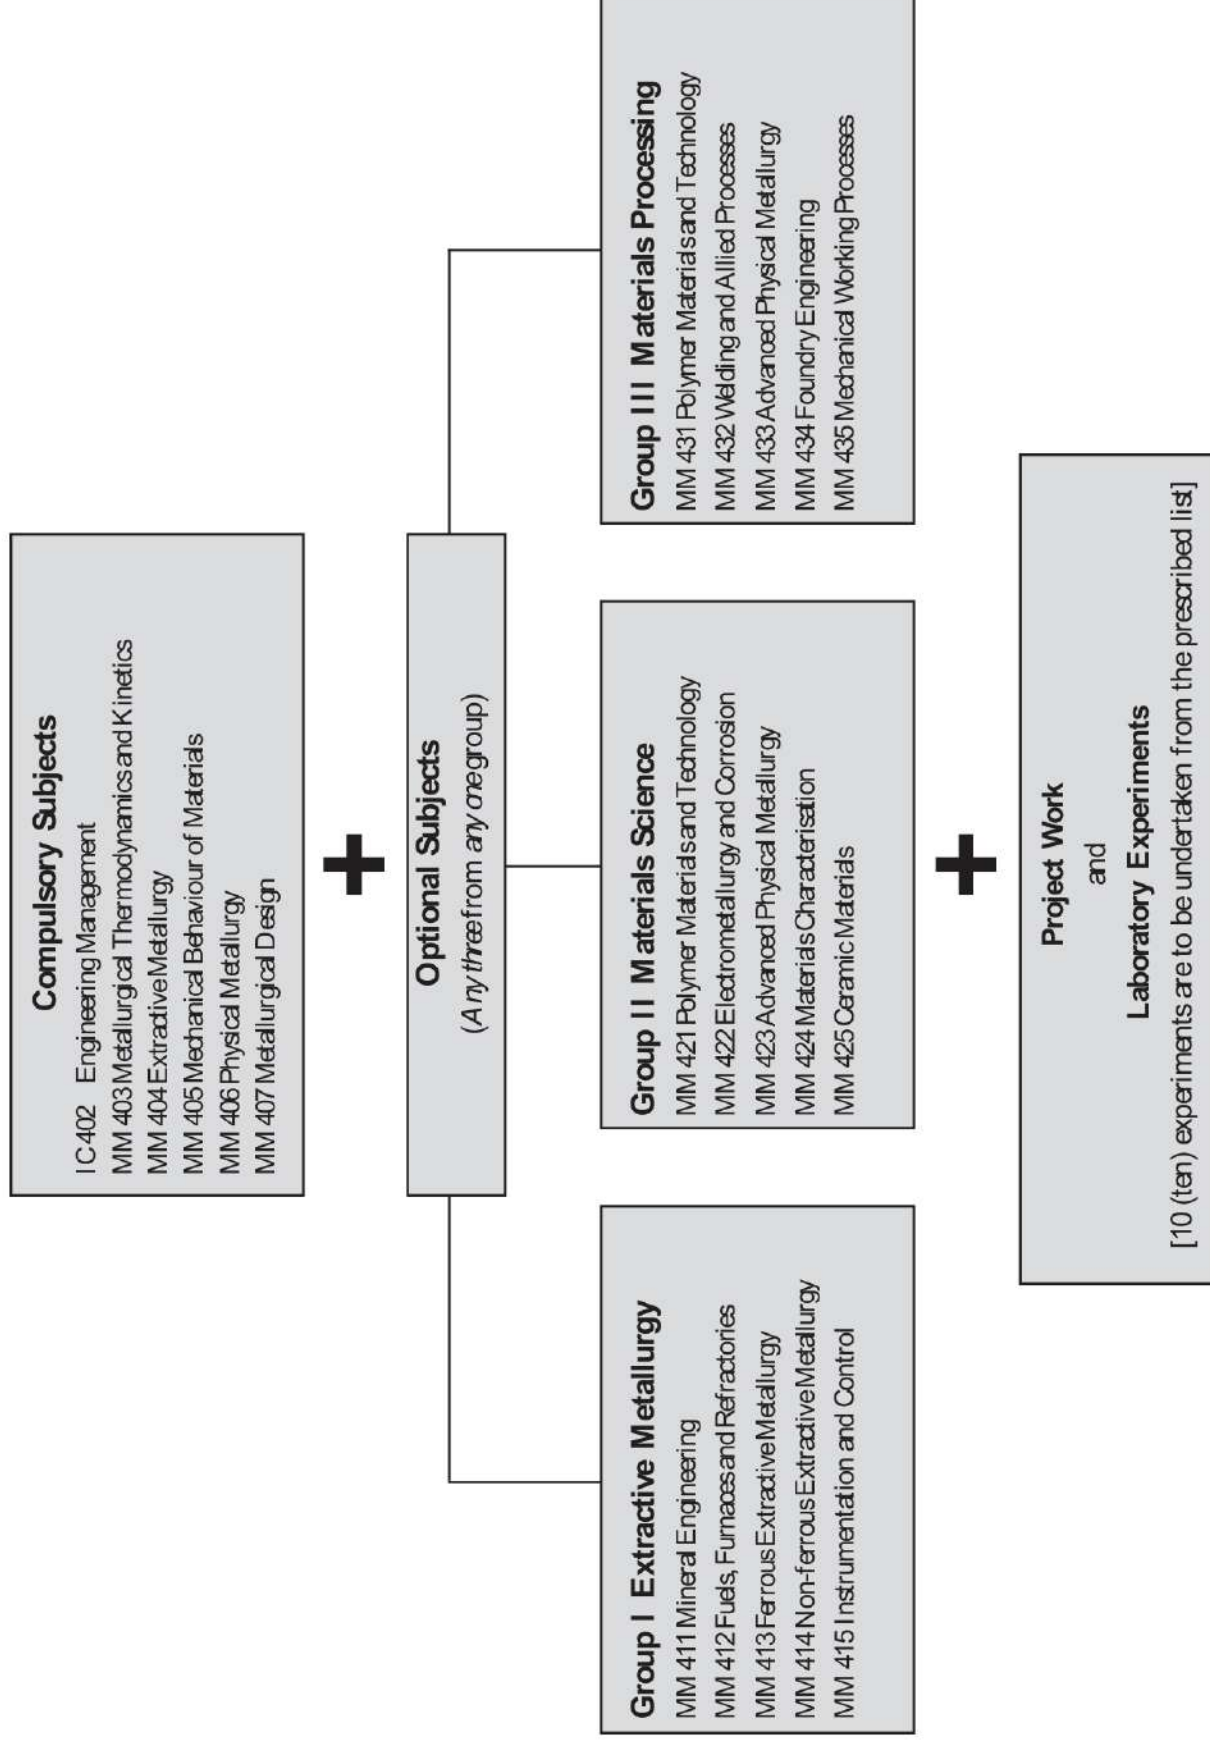 Compulsory Subjects
IC402 Engineering Management
MM 403 Metallurgical Thermodynamics and Kinetics
MM 404 Extractive Metallurgy
MM 405 Mechanical Behaviour of Materials
MM 406 Physical Metallurgy
MM 407 Metallurgical Design
+
Optional Subjects
(Any three from any one group)
Group I Extractive Metallurgy
MM 411 Mineral Engineering
MM 412 Fuels, Furnaces and Refractories
MM 413 Ferrous Extractive Metallurgy
MM 414 Non-ferrous Extractive Metallurgy
MM 415 Instrumentation and Control
Group II Materials Science
MM 421 Polymer Materials and Technology
MM 422 Electrometallurgy and Corrosion
MM 423 Advanced Physical Metallurgy
MM 424 Materials Characterisation
MM 425 Ceramic Materials
Group III Materials Processing
MM 431 Polymer Materials and Technology
MM 432 Welding and Allied Processes
MM 433 Advanced Physical Metallurgy
MM 434 Foundry Engineering
MM 435 Mechanical Working Processes
+
Project Work
and
Laboratory Experiments
[10 (ten) experiments are to be undertaken from the prescribed list]